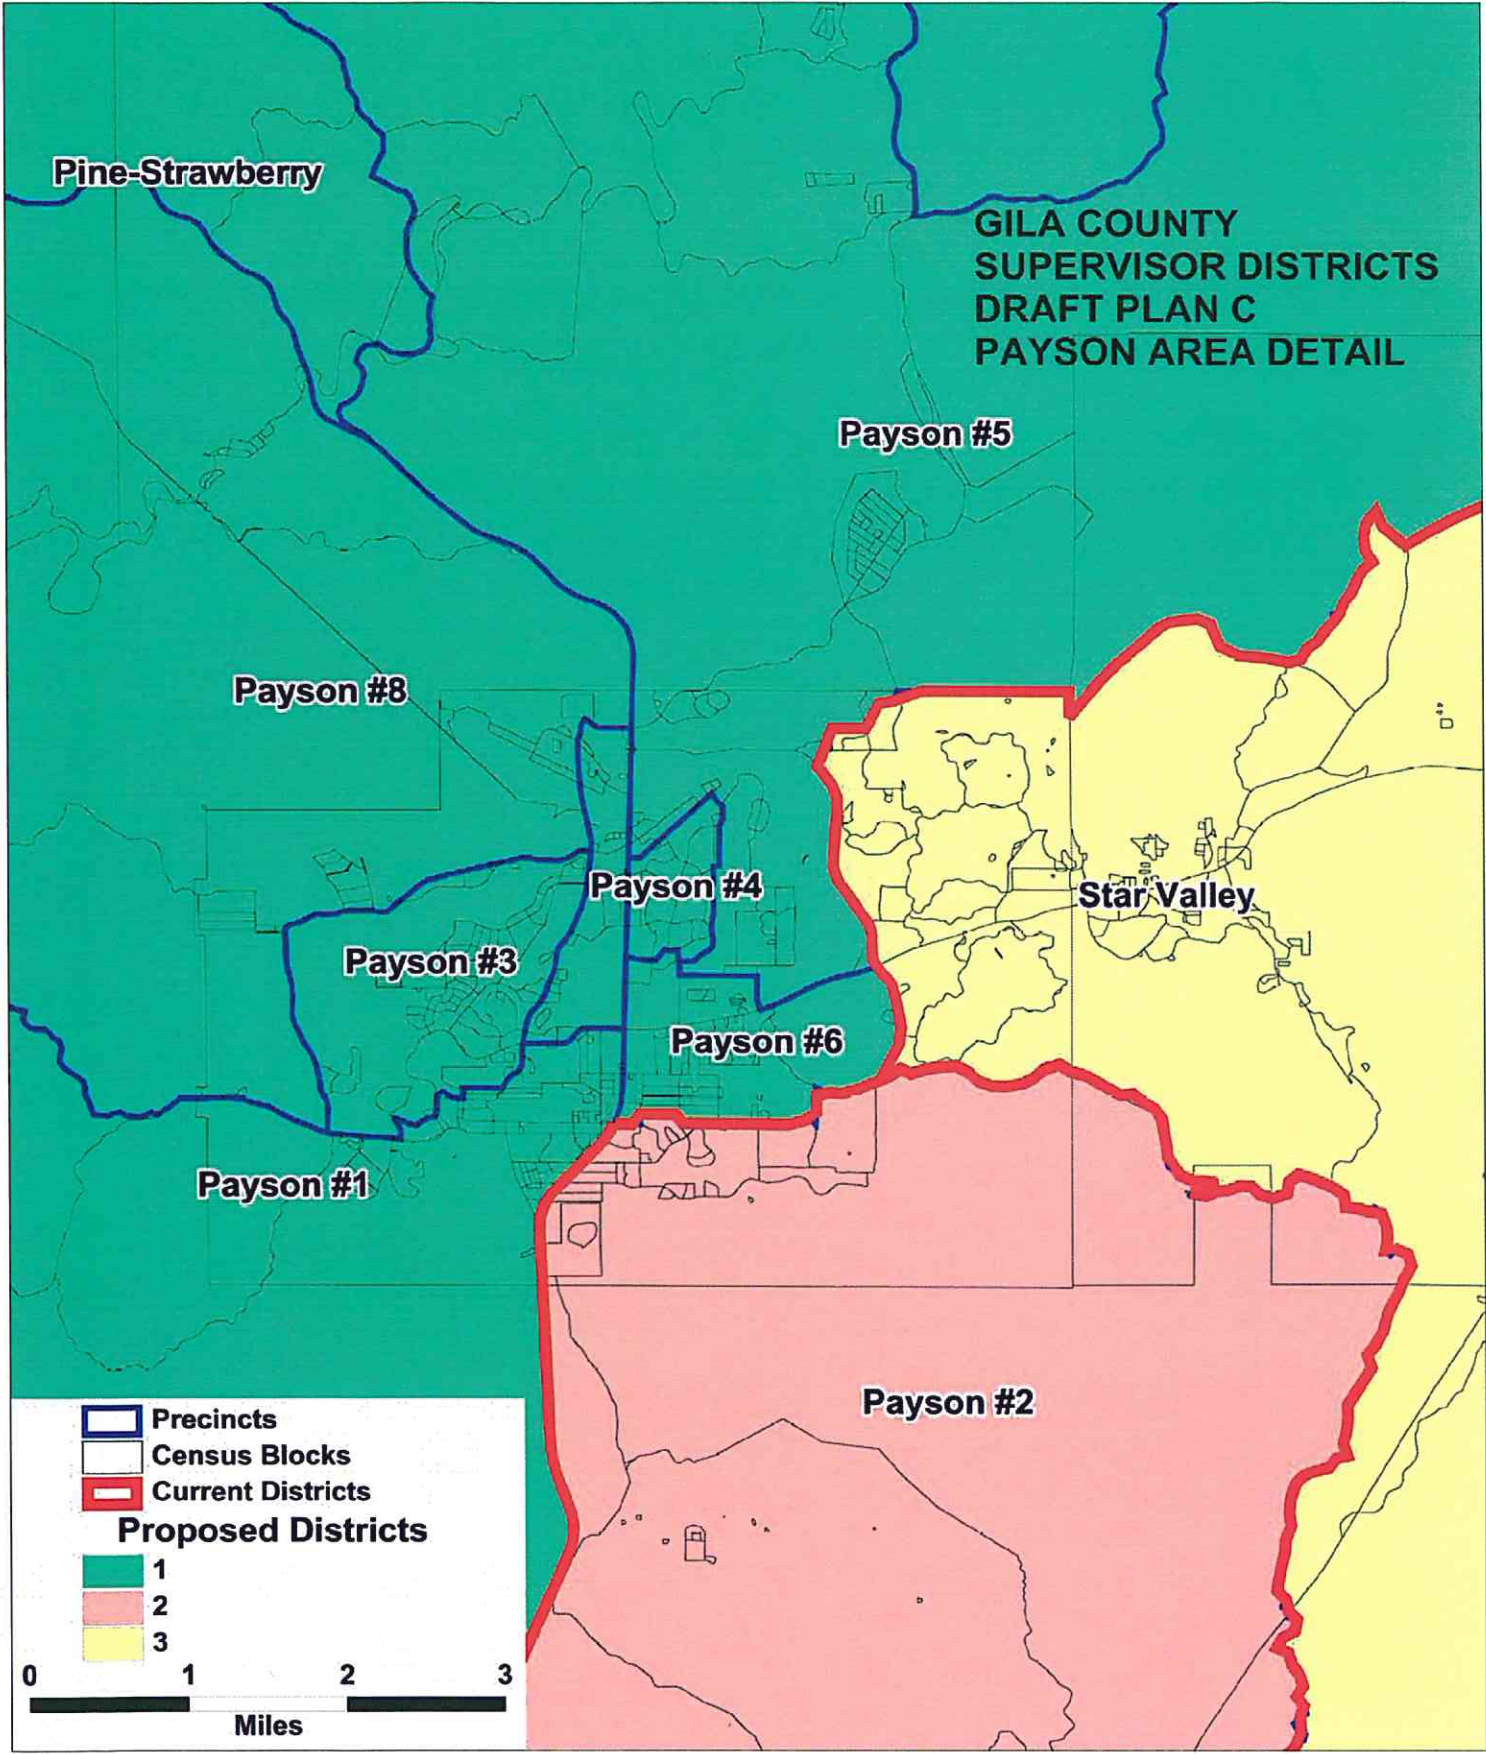 Pine-Strawberry
GILA COUNTY
SUPERVISOR DISTRICTS
DRAFT PLAN C
PAYSON AREA DETAIL
Payson #5
Payson #8
Payson #4
Star Valley
Payson #3
Payson #6
Payson #1
Payson #2
Precincts
Census Blocks
Current Districts
Proposed Districts
1
2
3
0 1 2 3
Miles